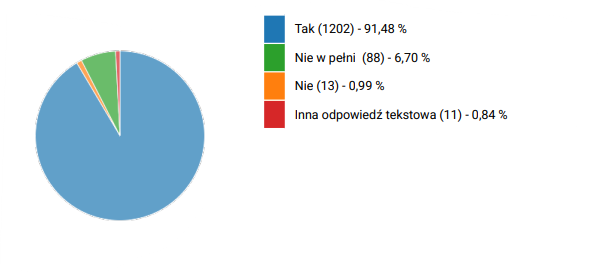 Tak (1202) - 91,48 %
Nie w pełni (88) - 6,70 %
Nie (13) - 0,99 %
Inna odpowiedź tekstowa (11) - 0,84 %